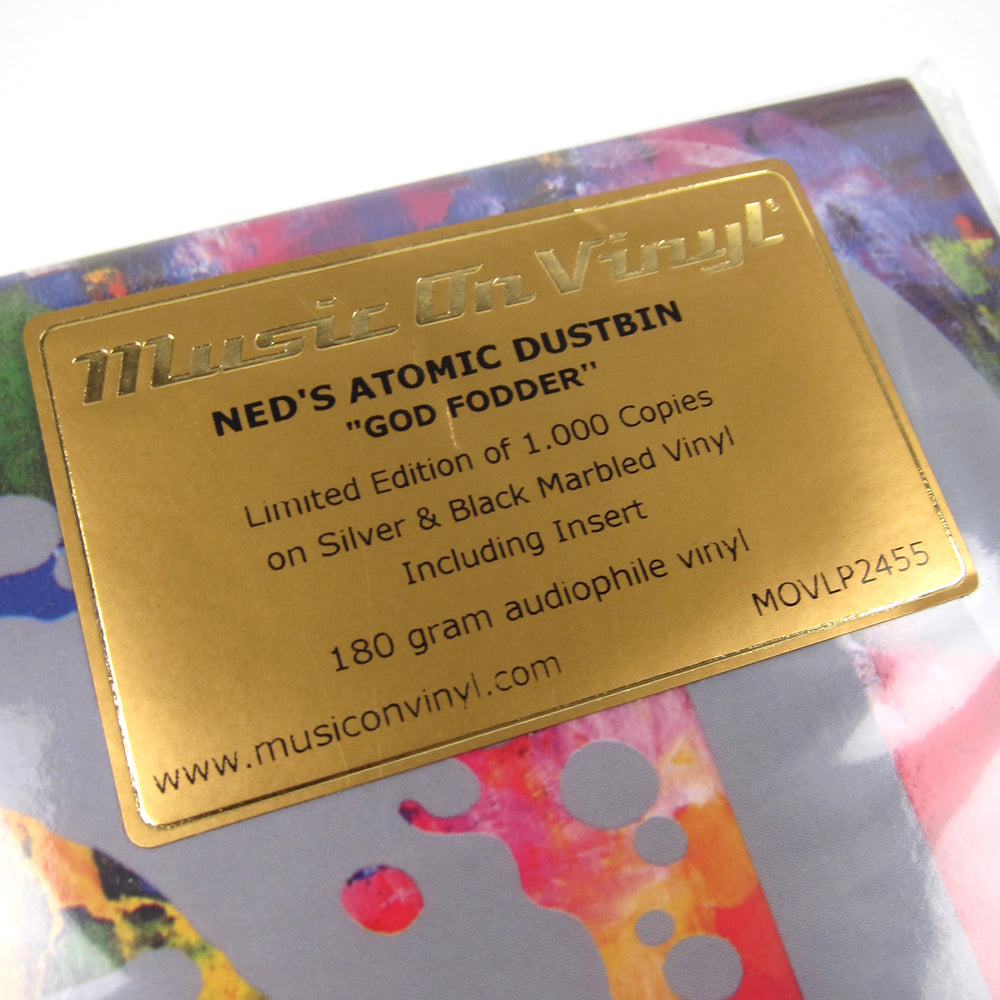 Music On Vinyl
NED'S ATOMIC DUSTBIN
"GOD FODDER"
Limited Edition of 1.000 Copies
on Silver & Black Marbled Vinyl
Including Insert
180 gram audiophile vinyl
MOVLP2455
www.musiconvinyl.com